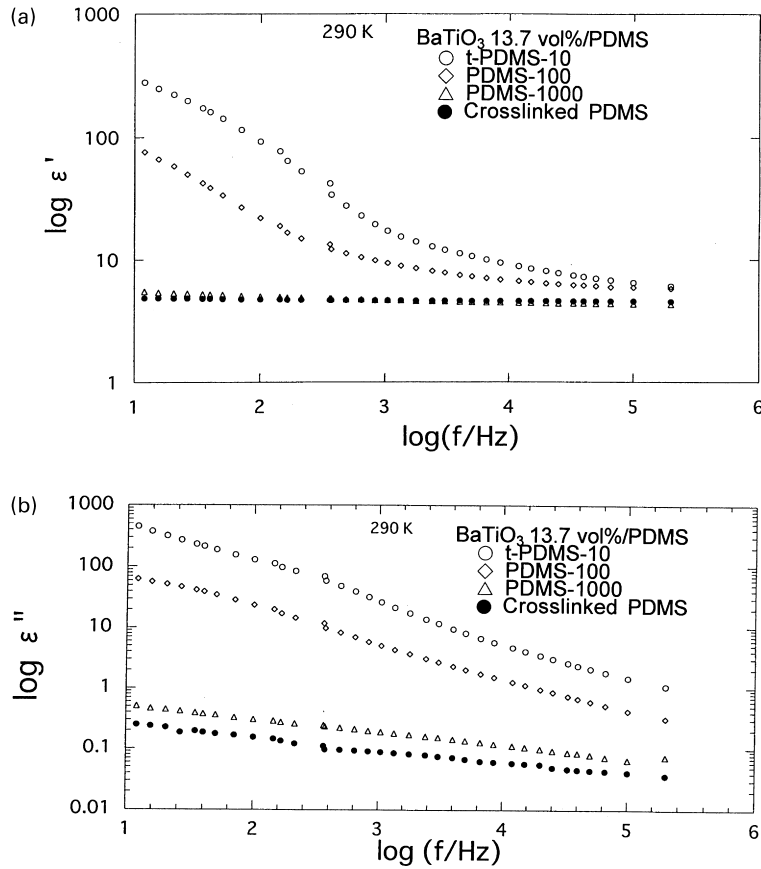 (a)
1000
100
10
1
log ε'
290 K
BaTiO3 13.7 vol%/PDMS
t-PDMS-10
PDMS-100
PDMS-1000
Crosslinked PDMS
1 2 3 4 5 6
log(f/Hz)
(b)
1000
100
10
1
0.1
0.01
log ε"
290 K
BaTiO3 13.7 vol%/PDMS
t-PDMS-10
PDMS-100
PDMS-1000
Crosslinked PDMS
1 2 3 4 5 6
log (f/Hz)